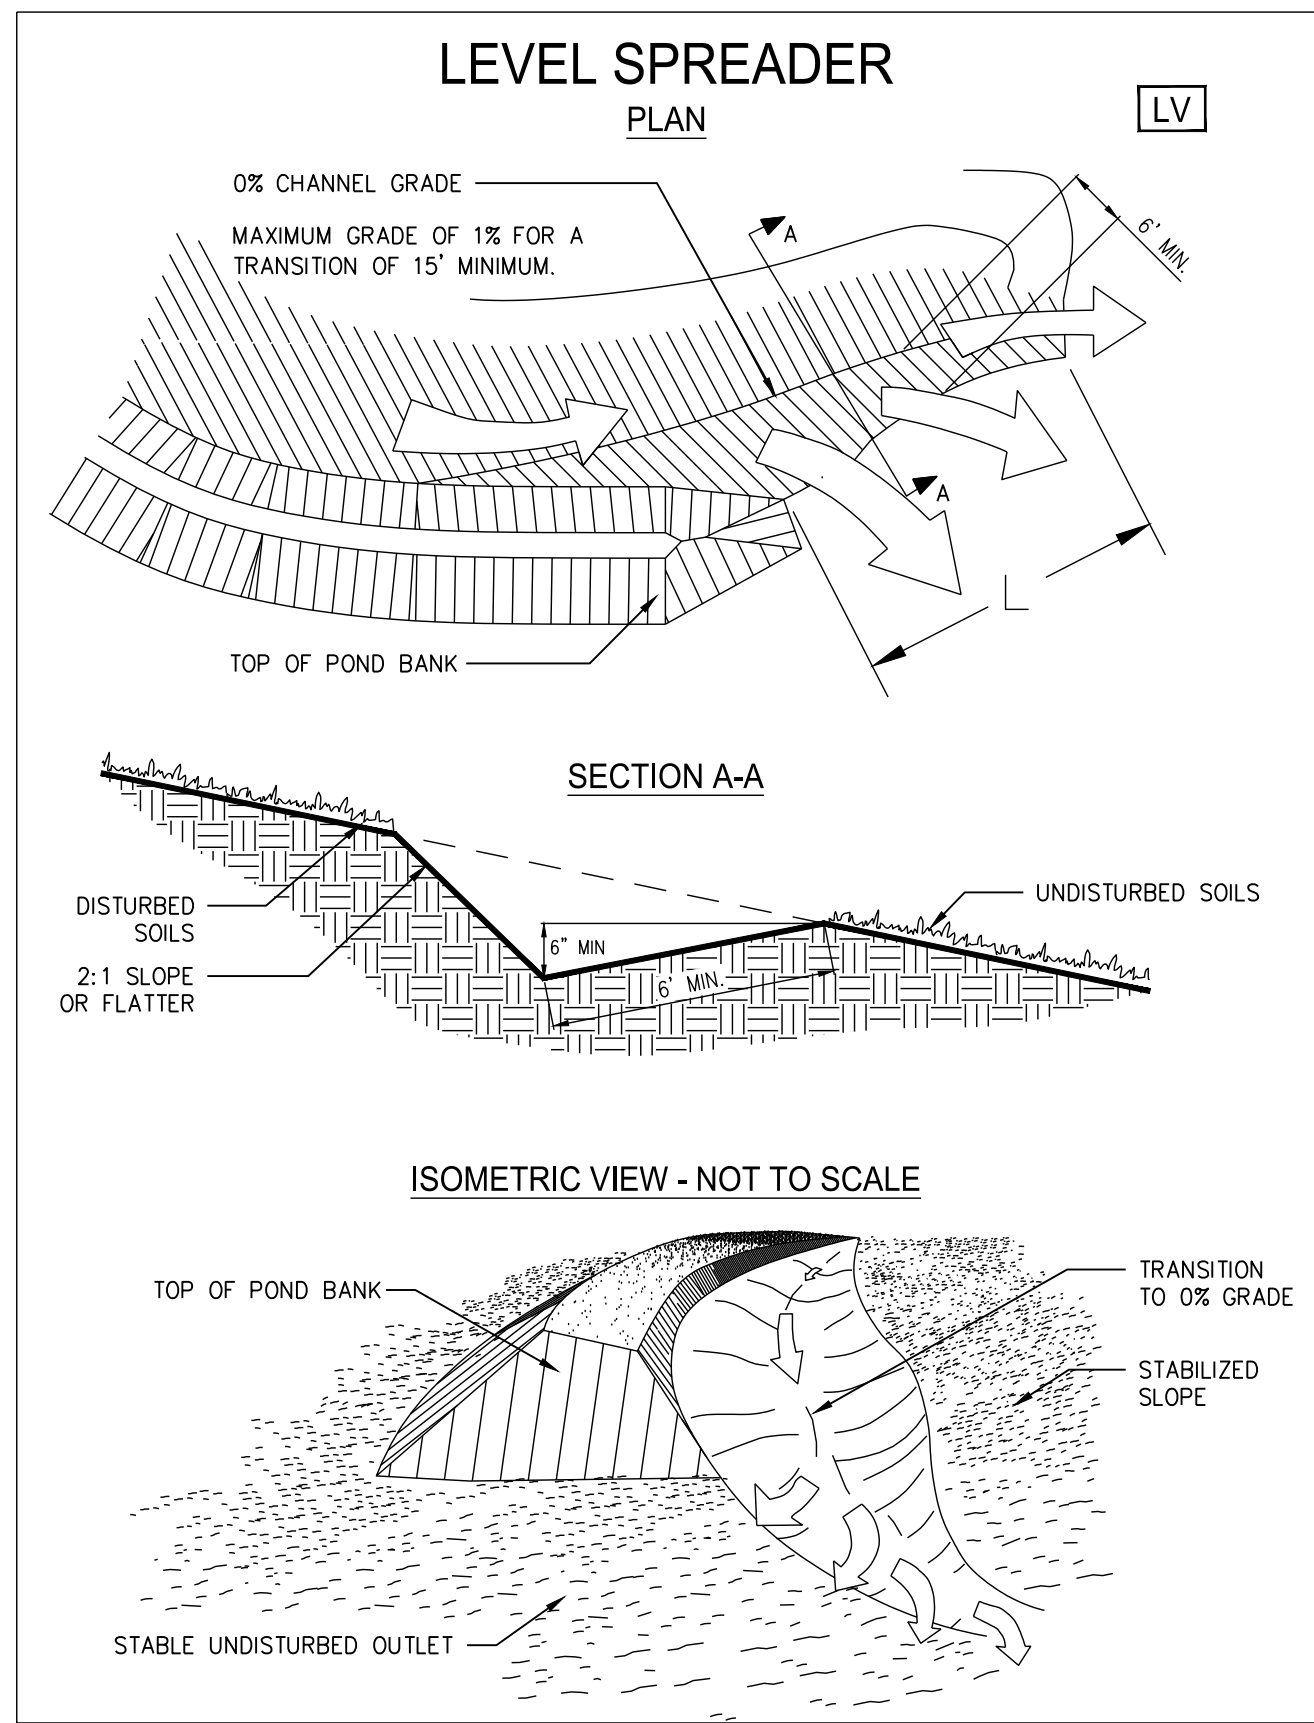 LEVEL SPREADER
PLAN
LV
0% CHANNEL GRADE
MAXIMUM GRADE OF 1% FOR A
TRANSITION OF 15' MINIMUM.
A
6' MIN.
A
L
TOP OF POND BANK
SECTION A-A
DISTURBED
SOILS
2:1 SLOPE
OR FLATTER
6" MIN
6' MIN.
UNDISTURBED SOILS
ISOMETRIC VIEW - NOT TO SCALE
TOP OF POND BANK
TRANSITION
TO 0% GRADE
STABILIZED
SLOPE
STABLE UNDISTURBED OUTLET